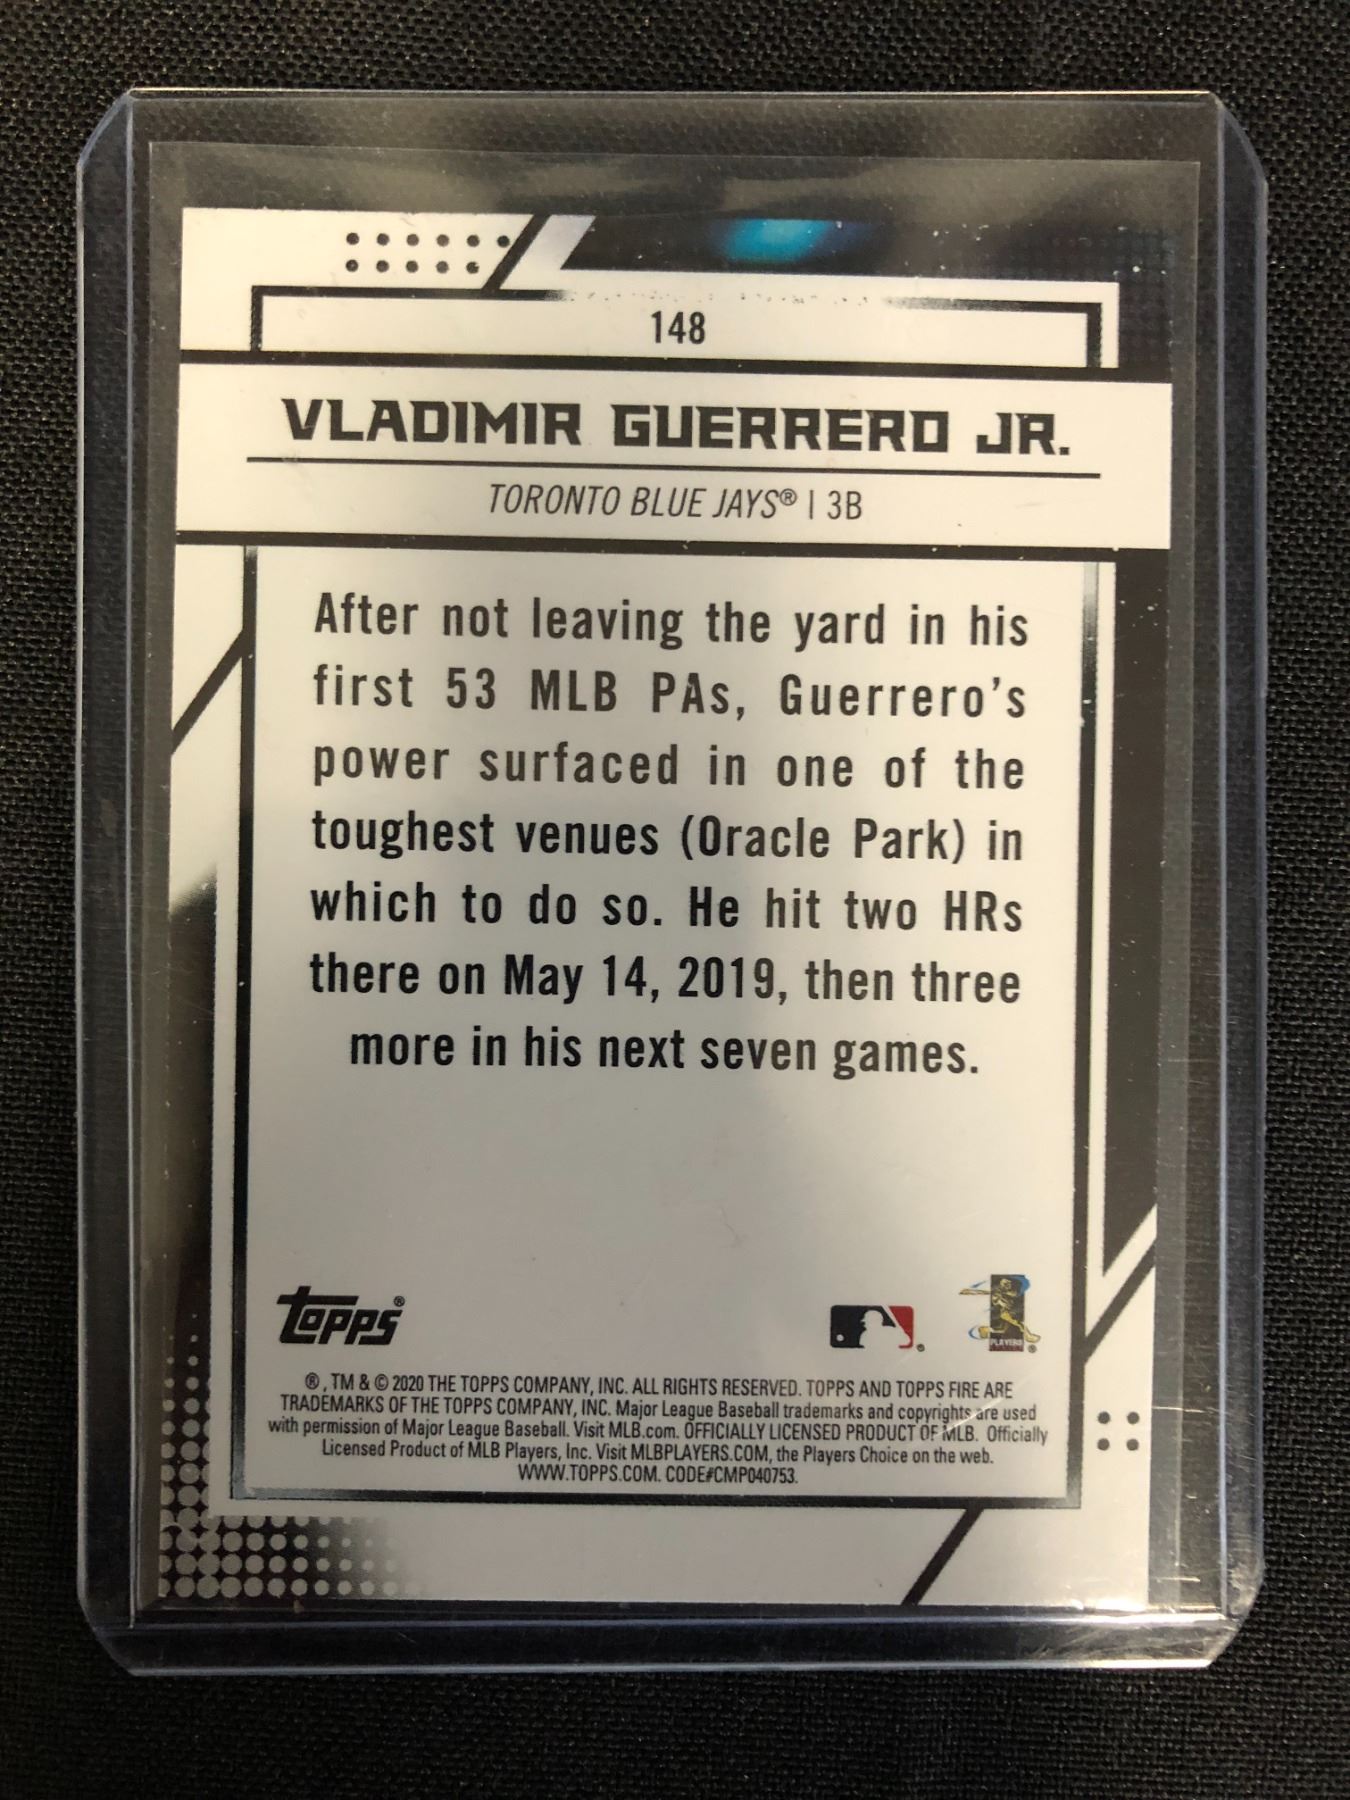 148
VLADIMIR GUERRERO JR.
TORONTO BLUE JAYS® | 3B
After not leaving the yard in his
first 53 MLB PAs, Guerrero's
power surfaced in one of the
toughest venues (Oracle Park) in
which to do so. He hit two HRs
there on May 14, 2019, then three
more in his next seven games.
topps®
PLAYERS
®, TM & © 2020 THE TOPPS COMPANY, INC. ALL RIGHTS RESERVED. TOPPS AND TOPPS FIRE ARE
TRADEMARKS OF THE TOPPS COMPANY, INC. Major League Baseball trademarks and copyrights are used
with permission of Major League Baseball. Visit MLB.com. OFFICIALLY LICENSED PRODUCT OF MLB. Officially
Licensed Product of MLB Players, Inc. Visit MLBPLAYERS.COM, the Players Choice on the web.
WWW.TOPPS.COM. CODE#CMP040753.